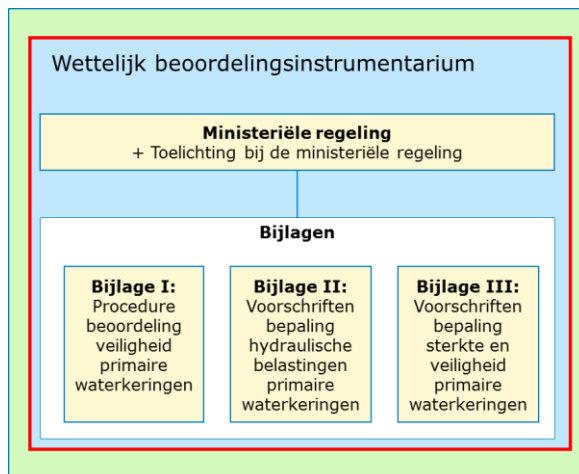 Wettelijk beoordelingsinstrumentarium
Ministeriële regeling
+ Toelichting bij de ministeriële regeling
Bijlagen
Bijlage I:
Procedure
beoordeling
veiligheid
primaire
waterkeringen
Bijlage II:
Voorschriften
bepaling
hydraulische
belastingen
primaire
waterkeringen
Bijlage III:
Voorschriften
bepaling
sterkte en
veiligheid
primaire
waterkeringen